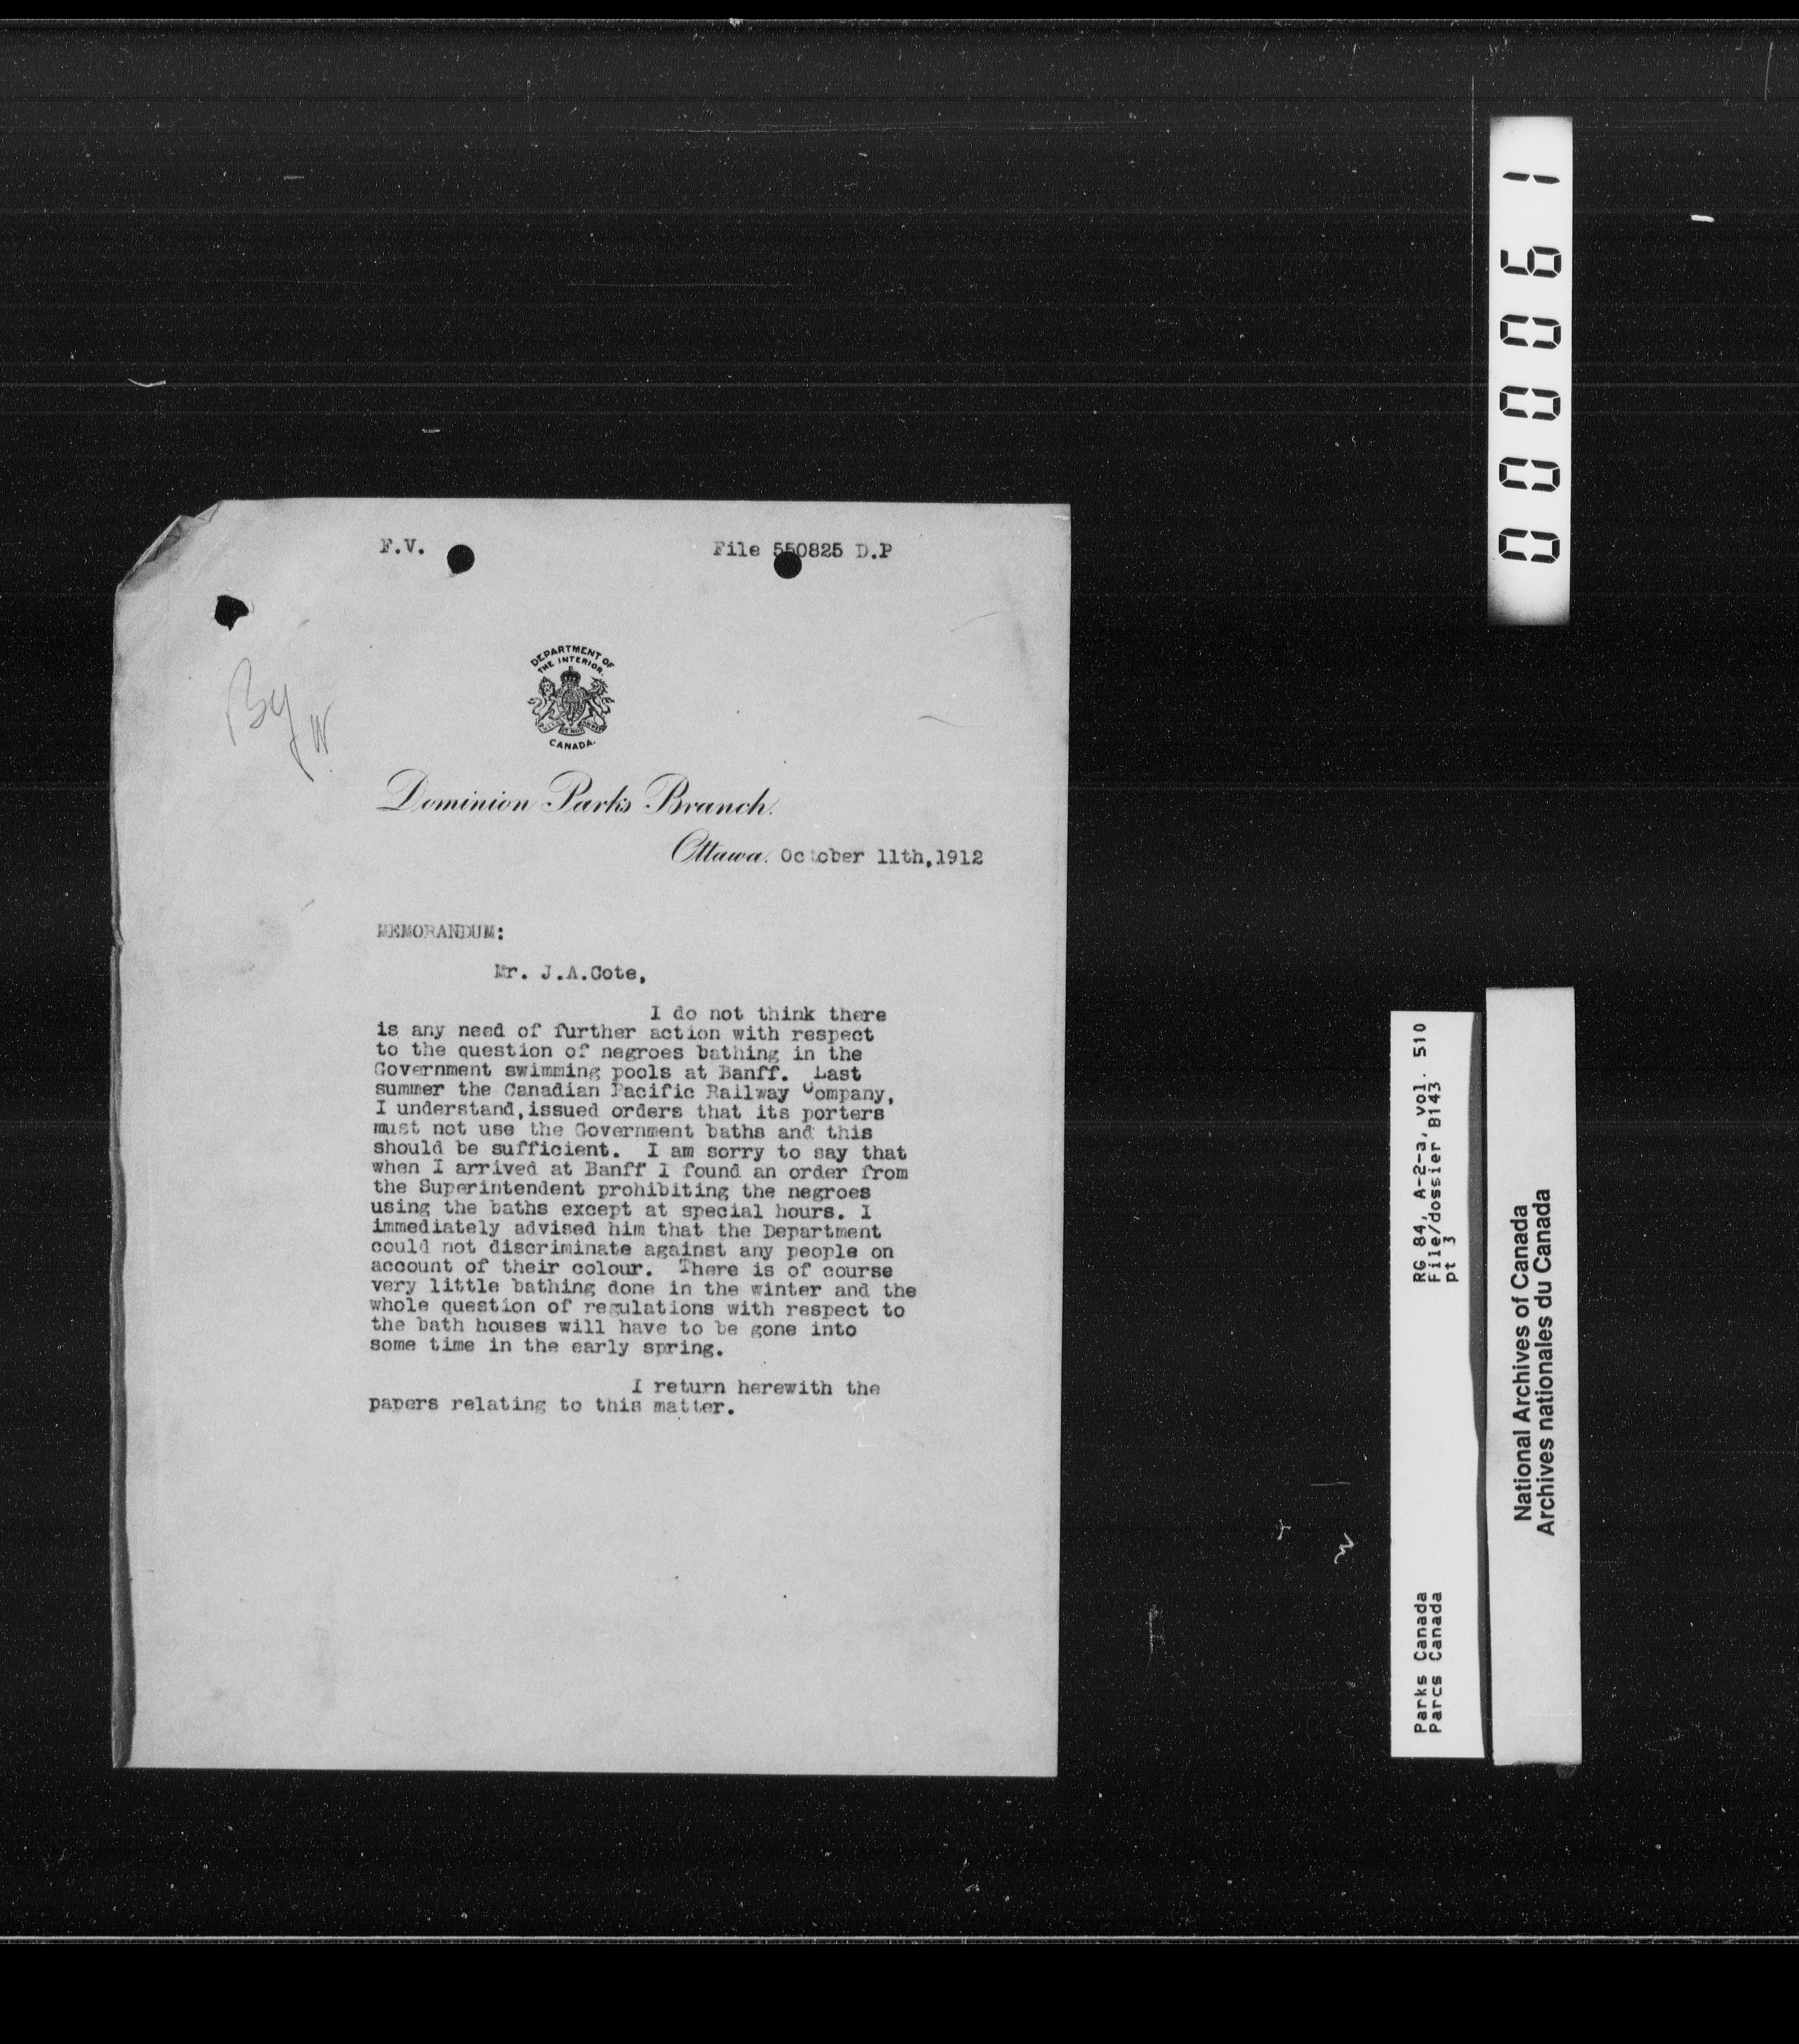 F.V.
File 550825 D.P
By
W
DEPARTMENT OF
THE INTERIOR.
CANADA.
Dominion Parks Branch.
Ottawa. October 11th,1912
MEMORANDUM:
Mr. J.A.Cote,
I do not think there
is any need of further action with respect
to the question of negroes bathing in the
Government swimming pools at Banff. Last
summer the Canadian Pacific Railway Company,
I understand,issued orders that its porters
must not use the Government baths and this
should be sufficient. I am sorry to say that
when I arrived at Banff I found an order from
the Superintendent prohibiting the negroes
using the baths except at special hours. I
immediately advised him that the Department
could not discriminate against any people on
account of their colour. There is of course
very little bathing done in the winter and the
whole question of regulations with respect to
the bath houses will have to be gone into
some time in the early spring.
I return herewith the
papers relating to this matter.
000061
RG 84, A-2-a, vol. 510
File/dossier B143
pt 3
Parks Canada
Parcs Canada
National Archives of Canada
Archives nationales du Canada